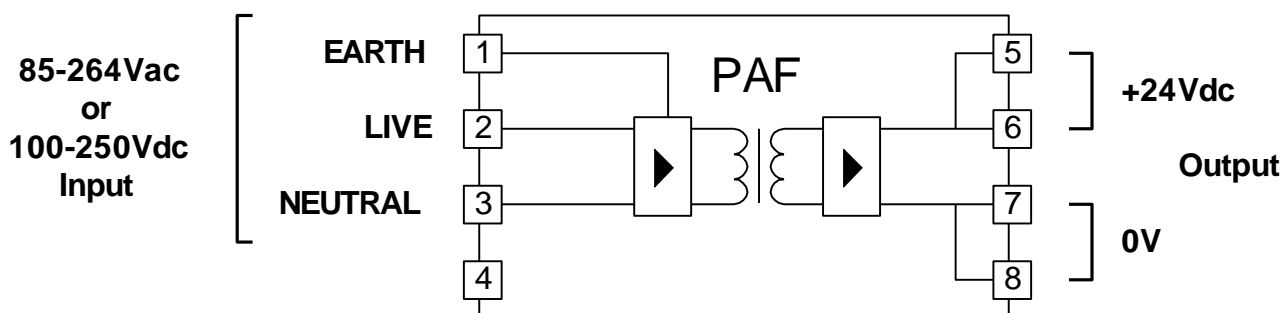 85-264Vac
or
100-250Vdc
Input
EARTH
LIVE
NEUTRAL
1
2
3
4
PAF
5
6
7
8
+24Vdc
Output
0V